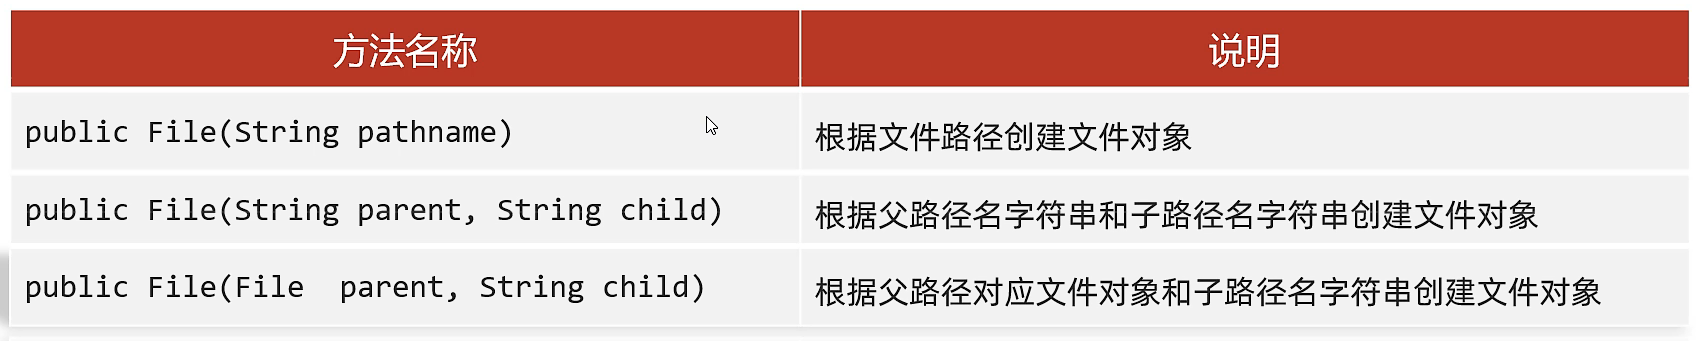 方法名称 说明
public File(String pathname) 根据文件路径创建文件对象
public File(String parent, String child) 根据父路径名字符串和子路径名字符串创建文件对象
public File(File  parent, String child) 根据父路径对应文件对象和子路径名字符串创建文件对象